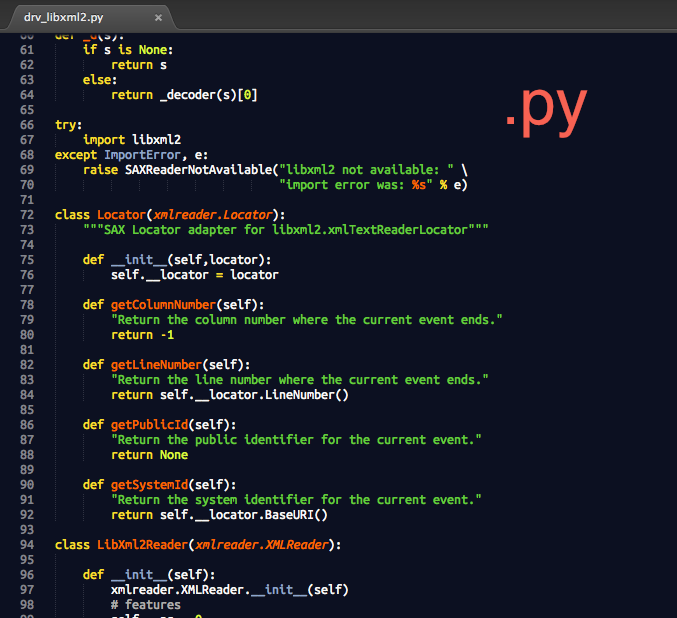 drv_libxml2.py ×
.py
60 def _d(s):
61     if s is None:
62         return s
63     else:
64         return _decoder(s)[0]
65
66 try:
67     import libxml2
68 except ImportError, e:
69     raise SAXReaderNotAvailable("libxml2 not available: " \
70                                 "import error was: %s" % e)
71
72 class Locator(xmlreader.Locator):
73     """SAX Locator adapter for libxml2.xmlTextReaderLocator"""
74
75     def __init__(self,locator):
76         self.__locator = locator
77
78     def getColumnNumber(self):
79         "Return the column number where the current event ends."
80         return -1
81
82     def getLineNumber(self):
83         "Return the line number where the current event ends."
84         return self.__locator.LineNumber()
85
86     def getPublicId(self):
87         "Return the public identifier for the current event."
88         return None
89
90     def getSystemId(self):
91         "Return the system identifier for the current event."
92         return self.__locator.BaseURI()
93
94 class LibXml2Reader(xmlreader.XMLReader):
95
96     def __init__(self):
97         xmlreader.XMLReader.__init__(self)
98         # features